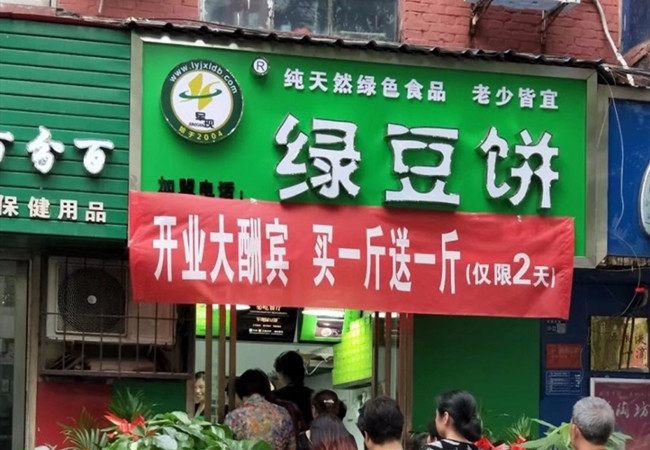 www.lyjxldb.com
始于2004
®
纯天然绿色食品 老少皆宜
绿豆饼
加盟电话:
开业大酬宾 买一斤送一斤(仅限2天)
香百
保健用品